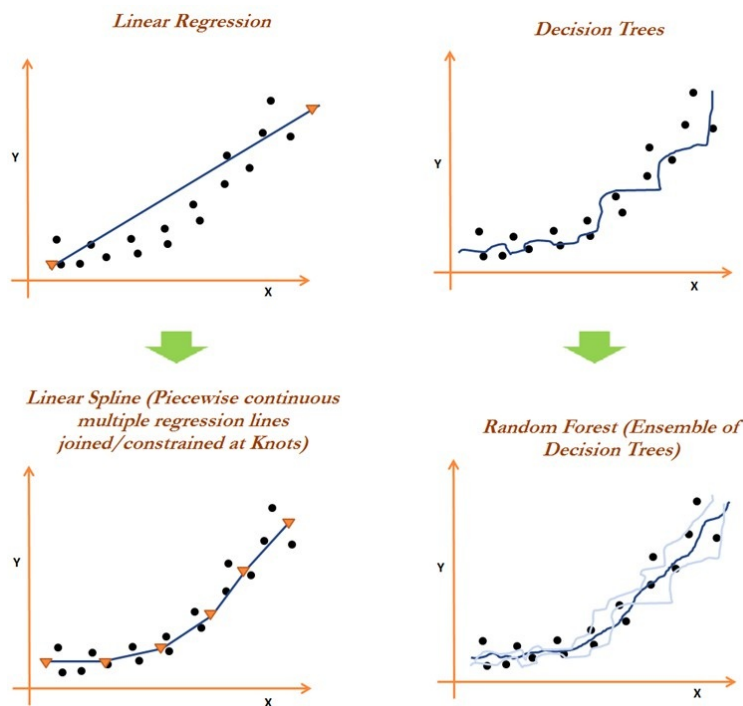 Linear Regression
Y
X
Decision Trees
Y
X
Linear Spline (Piecewise continuous
multiple regression lines
joined/constrained at Knots)
Y
X
Random Forest (Ensemble of
Decision Trees)
Y
X